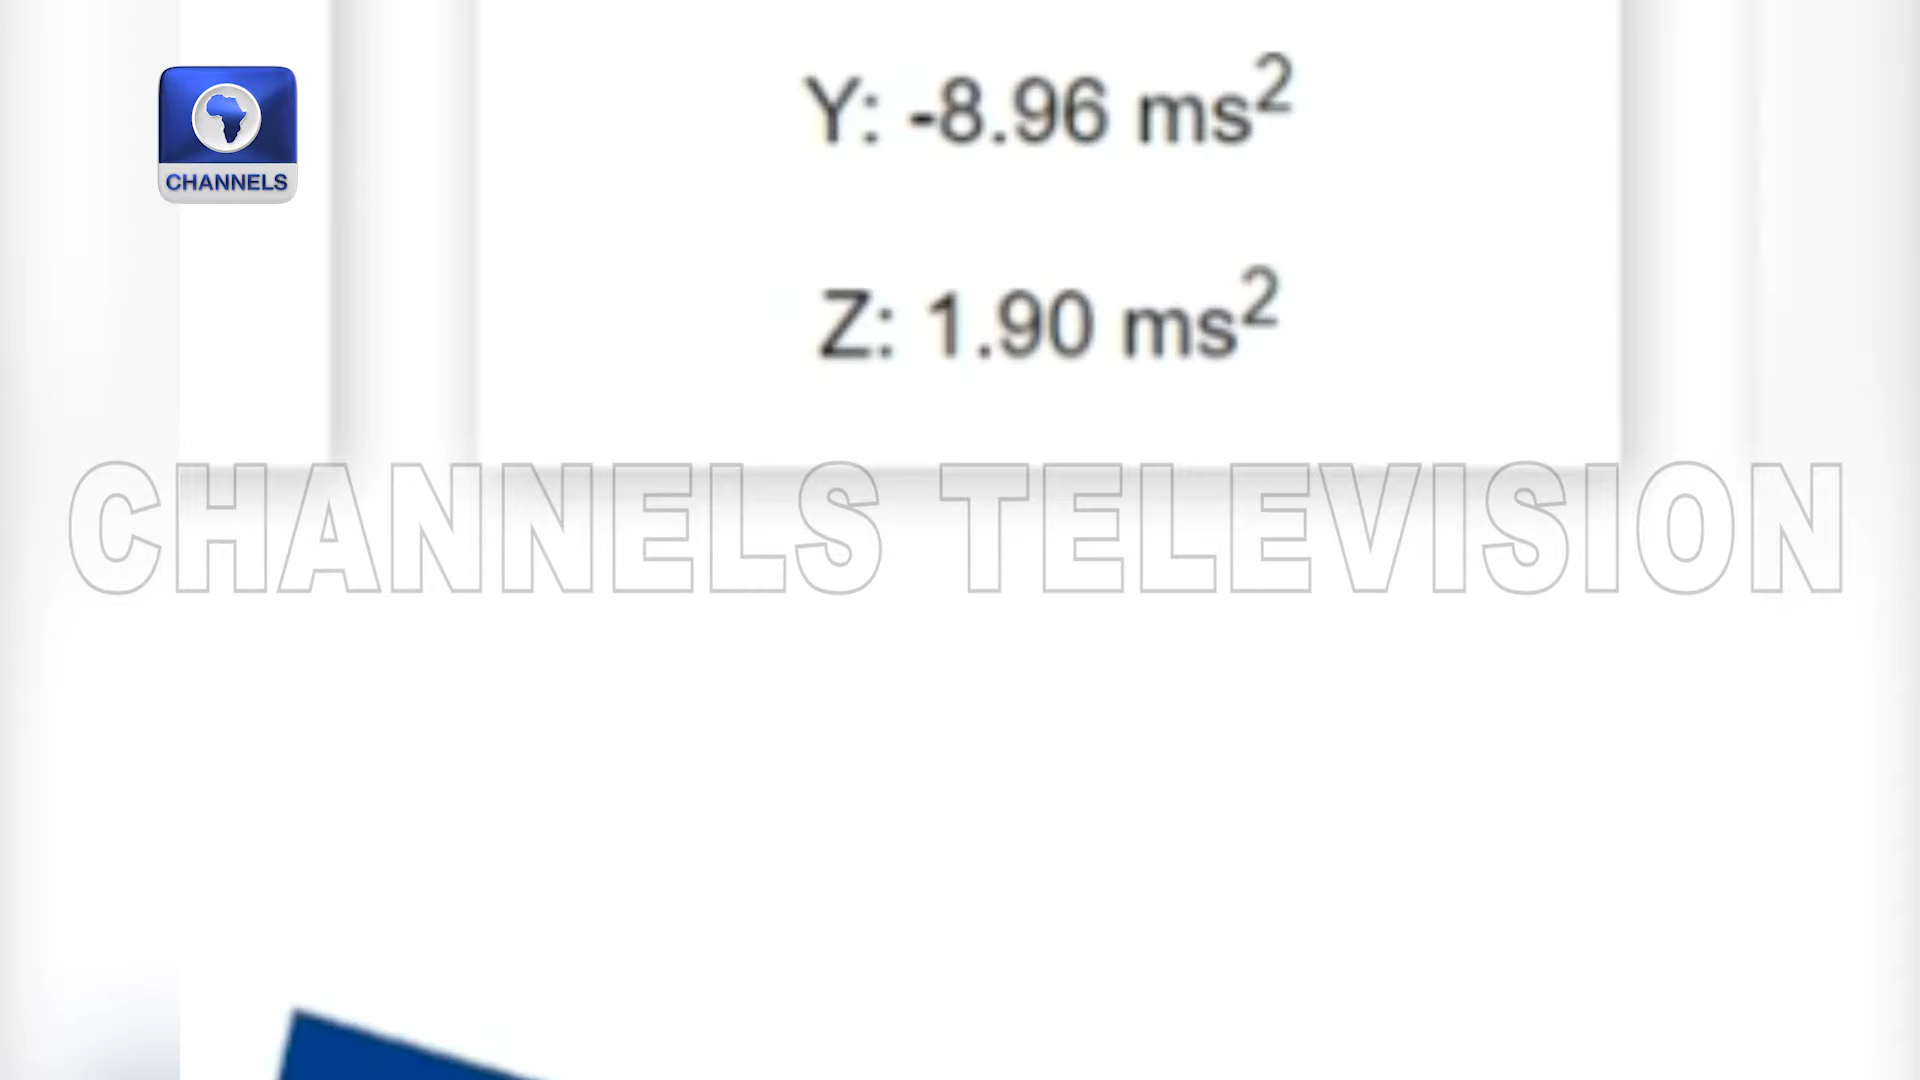 Y: -8.96 ms²
CHANNELS
Z: 1.90 ms²
CHANNELS TELEVISION